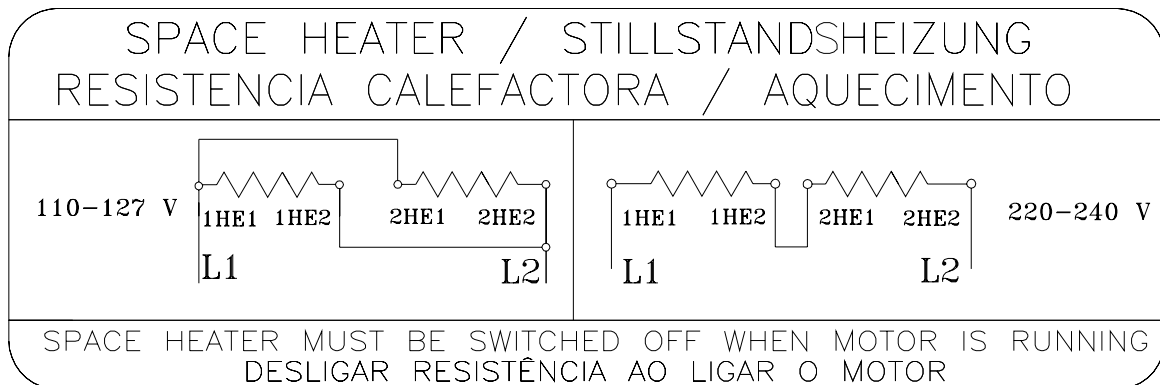 SPACE HEATER / STILLSTANDSHEIZUNG
RESISTENCIA CALEFACTORA / AQUECIMENTO
110-127 V
1HE1 1HE2 2HE1 2HE2
L1 L2
1HE1 1HE2 2HE1 2HE2
220-240 V
L1 L2
SPACE HEATER MUST BE SWITCHED OFF WHEN MOTOR IS RUNNING
DESLIGAR RESISTÊNCIA AO LIGAR O MOTOR